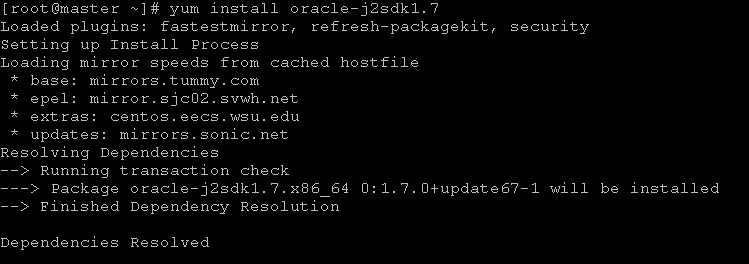 [root@master ~]# yum install oracle-j2sdk1.7
Loaded plugins: fastestmirror, refresh-packagekit, security
Setting up Install Process
Loading mirror speeds from cached hostfile
 * base: mirrors.tummy.com
 * epel: mirror.sjc02.svwh.net
 * extras: centos.eecs.wsu.edu
 * updates: mirrors.sonic.net
Resolving Dependencies
--> Running transaction check
---> Package oracle-j2sdk1.7.x86_64 0:1.7.0+update67-1 will be installed
--> Finished Dependency Resolution
Dependencies Resolved